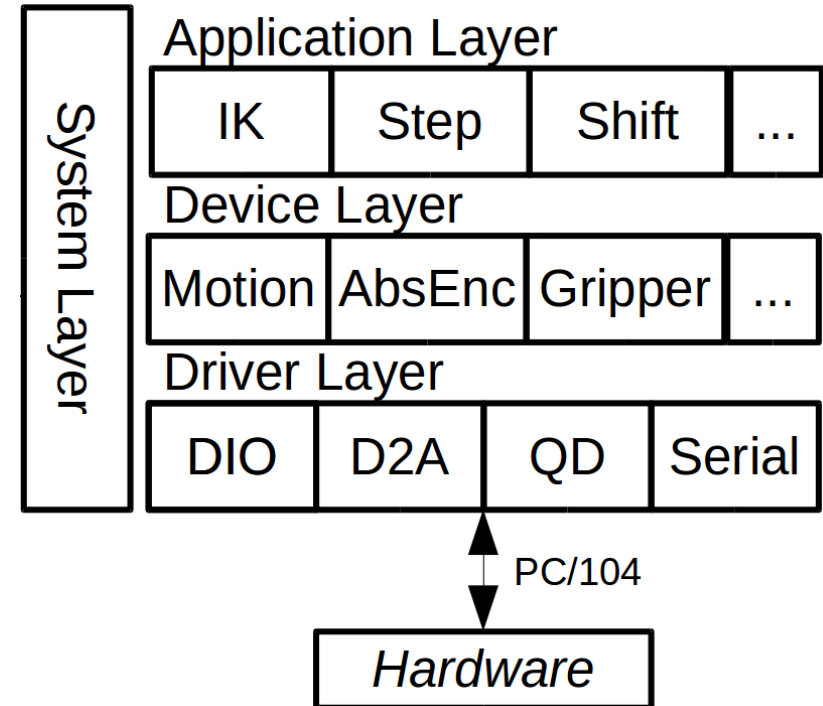 System Layer
Application Layer
IK Step Shift ...
Device Layer
Motion AbsEnc Gripper ...
Driver Layer
DIO D2A QD Serial
PC/104
Hardware